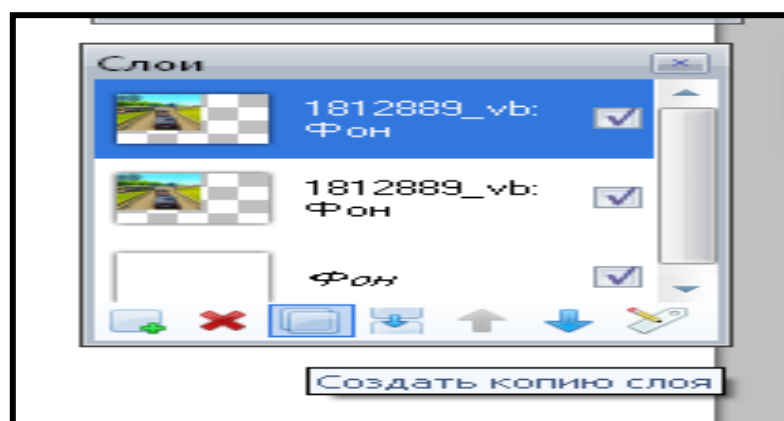 Слои
1812889_vb:
Фон
1812889_vb:
Фон
Фон
Создать копию слоя